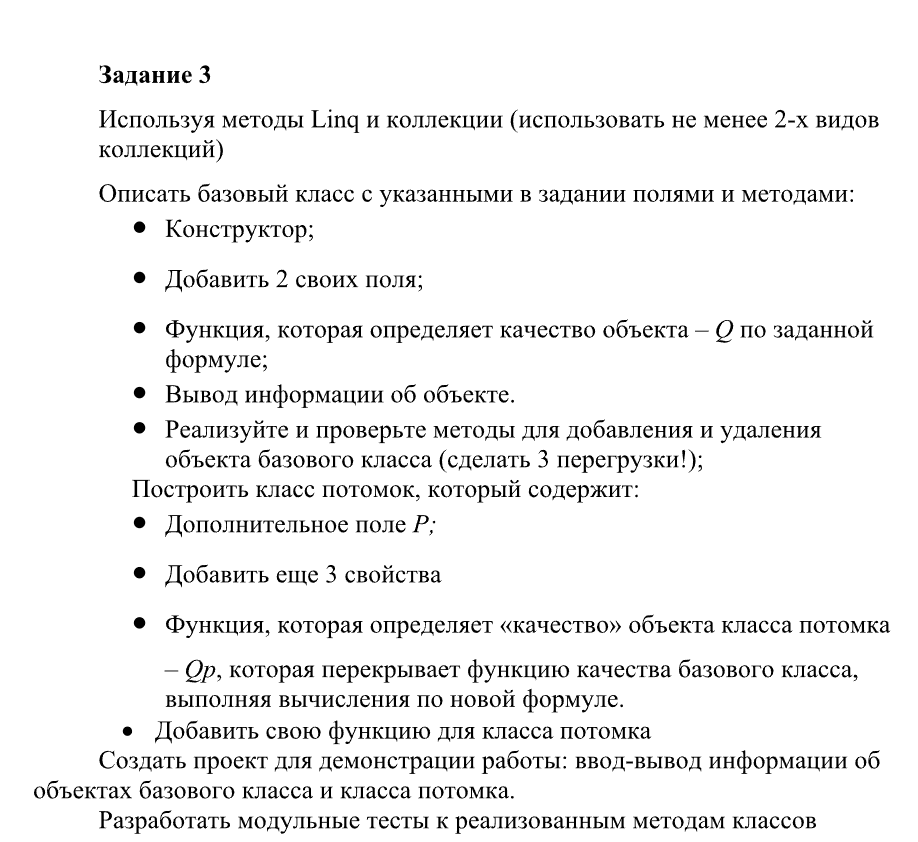 Задание 3
Используя методы Linq и коллекции (использовать не менее 2-х видов
коллекций)
Описать базовый класс с указанными в задании полями и методами:
• Конструктор;
• Добавить 2 своих поля;
• Функция, которая определяет качество объекта – Q по заданной
формуле;
• Вывод информации об объекте.
• Реализуйте и проверьте методы для добавления и удаления
объекта базового класса (сделать 3 перегрузки!);
Построить класс потомок, который содержит:
• Дополнительное поле P;
• Добавить еще 3 свойства
• Функция, которая определяет «качество» объекта класса потомка
– Qp, которая перекрывает функцию качества базового класса,
выполняя вычисления по новой формуле.
• Добавить свою функцию для класса потомка
Создать проект для демонстрации работы: ввод-вывод информации об
объектах базового класса и класса потомка.
Разработать модульные тесты к реализованным методам классов